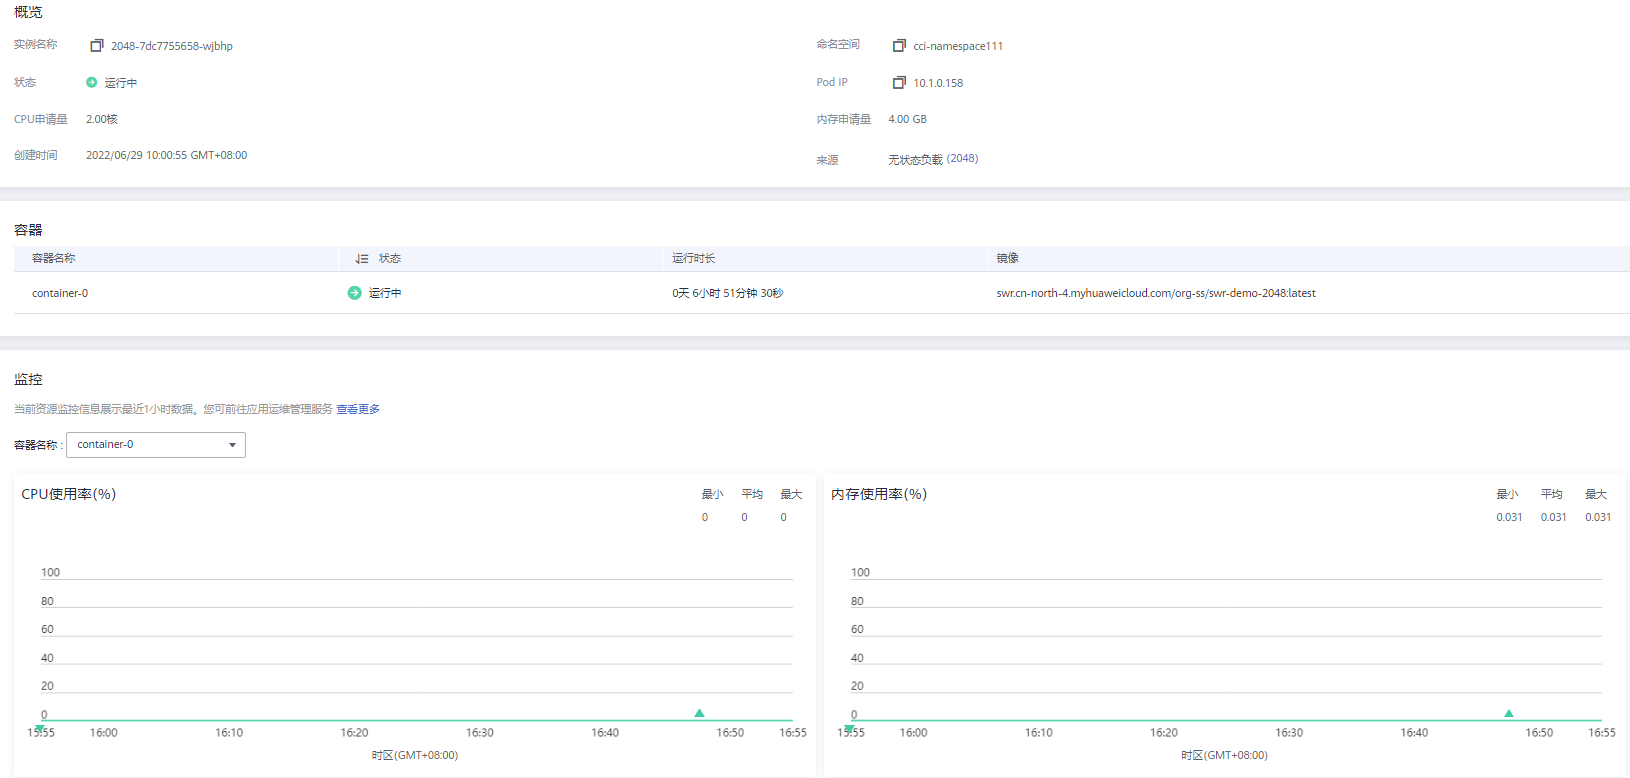 概览
实例名称 2048-7dc7755658-wjbhp 命名空间 cci-namespace111
状态 运行中 Pod IP 10.1.0.158
CPU申请量 2.00核 内存申请量 4.00 GB
创建时间 2022/06/29 10:00:55 GMT+08:00 来源 无状态负载 (2048)
容器
容器名称 状态 运行时长 镜像
container-0 运行中 0天 6小时 51分钟 30秒 swr.cn-north-4.myhuaweicloud.com/org-ss/swr-demo-2048:latest
监控
当前资源监控信息展示最近1小时数据。您可前往应用运维管理服务 查看更多
容器名称 : container-0
CPU使用率(%) 最小 平均 最大
0 0 0
100
80
60
40
20
0
15:55 16:00 16:10 16:20 16:30 16:40 16:50 16:55
时区(GMT+08:00)
内存使用率(%) 最小 平均 最大
0.031 0.031 0.031
100
80
60
40
20
0
15:55 16:00 16:10 16:20 16:30 16:40 16:50 16:55
时区(GMT+08:00)